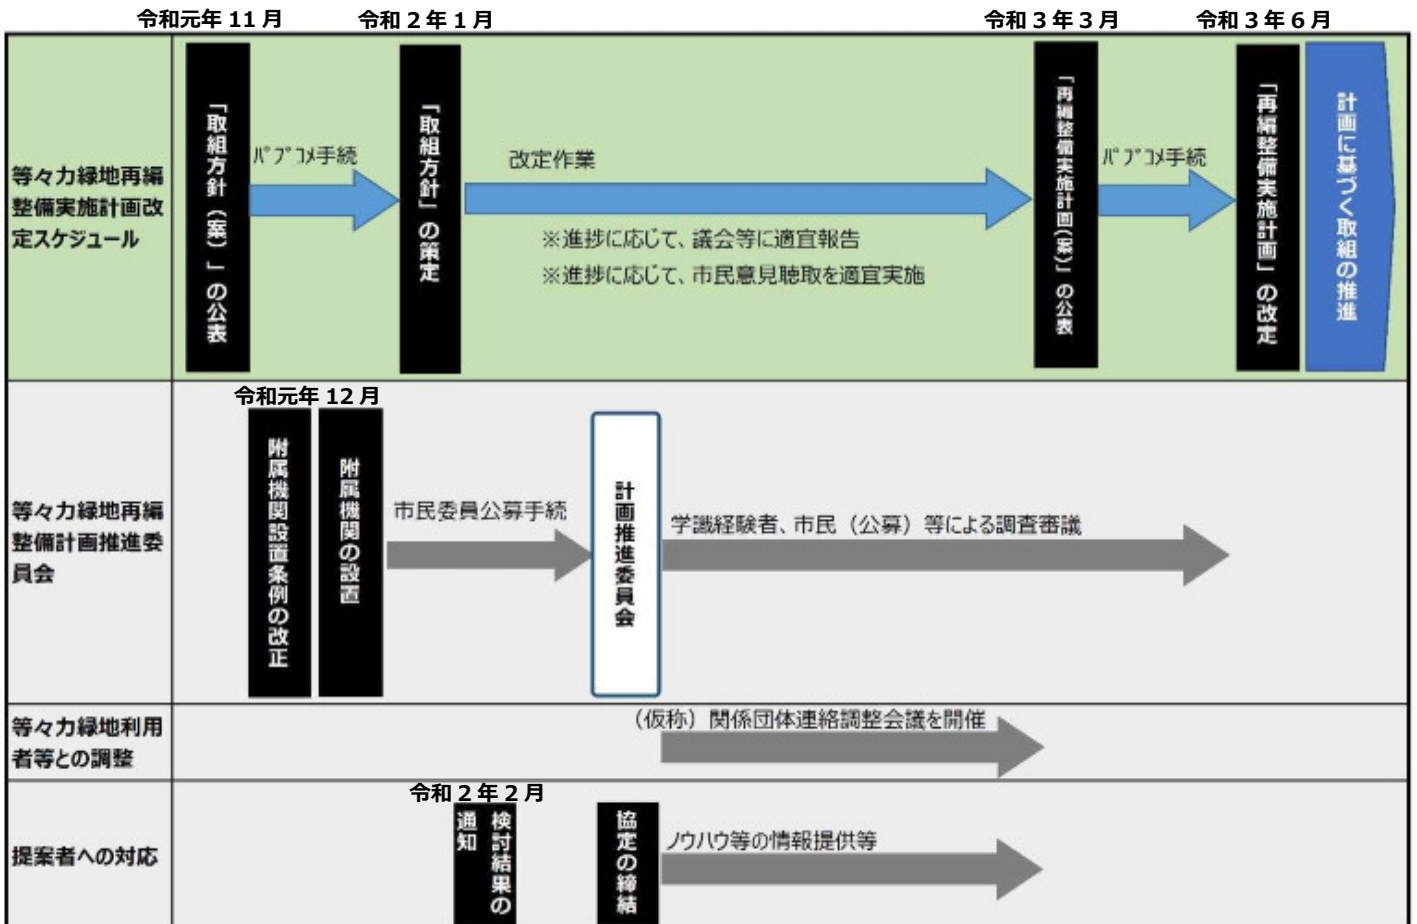 令和元年 11 月
令和 2 年 1 月
令和 3 年 3 月
令和 3 年 6 月
等々力緑地再編
整備実施計画改
定スケジュール
「取組方針（案）」の公表
ﾊﾟﾌﾞｺﾒ手続
「取組方針」の策定
改定作業
※進捗に応じて、議会等に適宜報告
※進捗に応じて、市民意見聴取を適宜実施
「再編整備実施計画(案)」の公表
ﾊﾟﾌﾞｺﾒ手続
「再編整備実施計画」の改定
計画に基づく取組の推進
令和元年 12 月
等々力緑地再編
整備計画推進委
員会
附属機関設置条例の改正
附属機関の設置
市民委員公募手続
計画推進委員会
学識経験者、市民（公募）等による調査審議
等々力緑地利用
者等との調整
（仮称）関係団体連絡調整会議を開催
令和 2 年 2 月
提案者への対応
検討結果の
通知
協定の締結
ノウハウ等の情報提供等